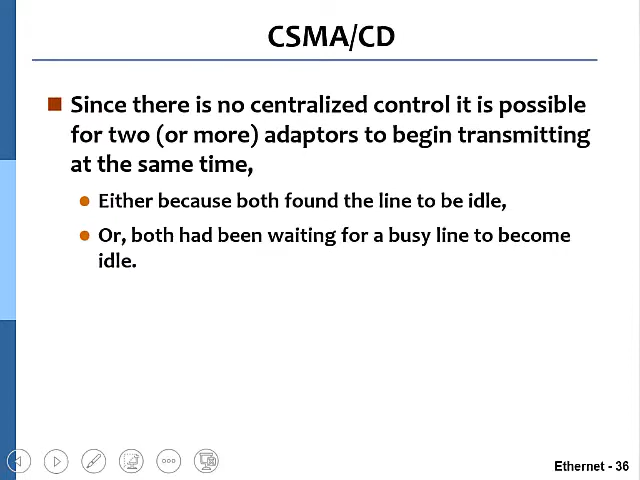 CSMA/CD
Since there is no centralized control it is possible
for two (or more) adaptors to begin transmitting
at the same time,
Either because both found the line to be idle,
Or, both had been waiting for a busy line to become
idle.
Ethernet - 36